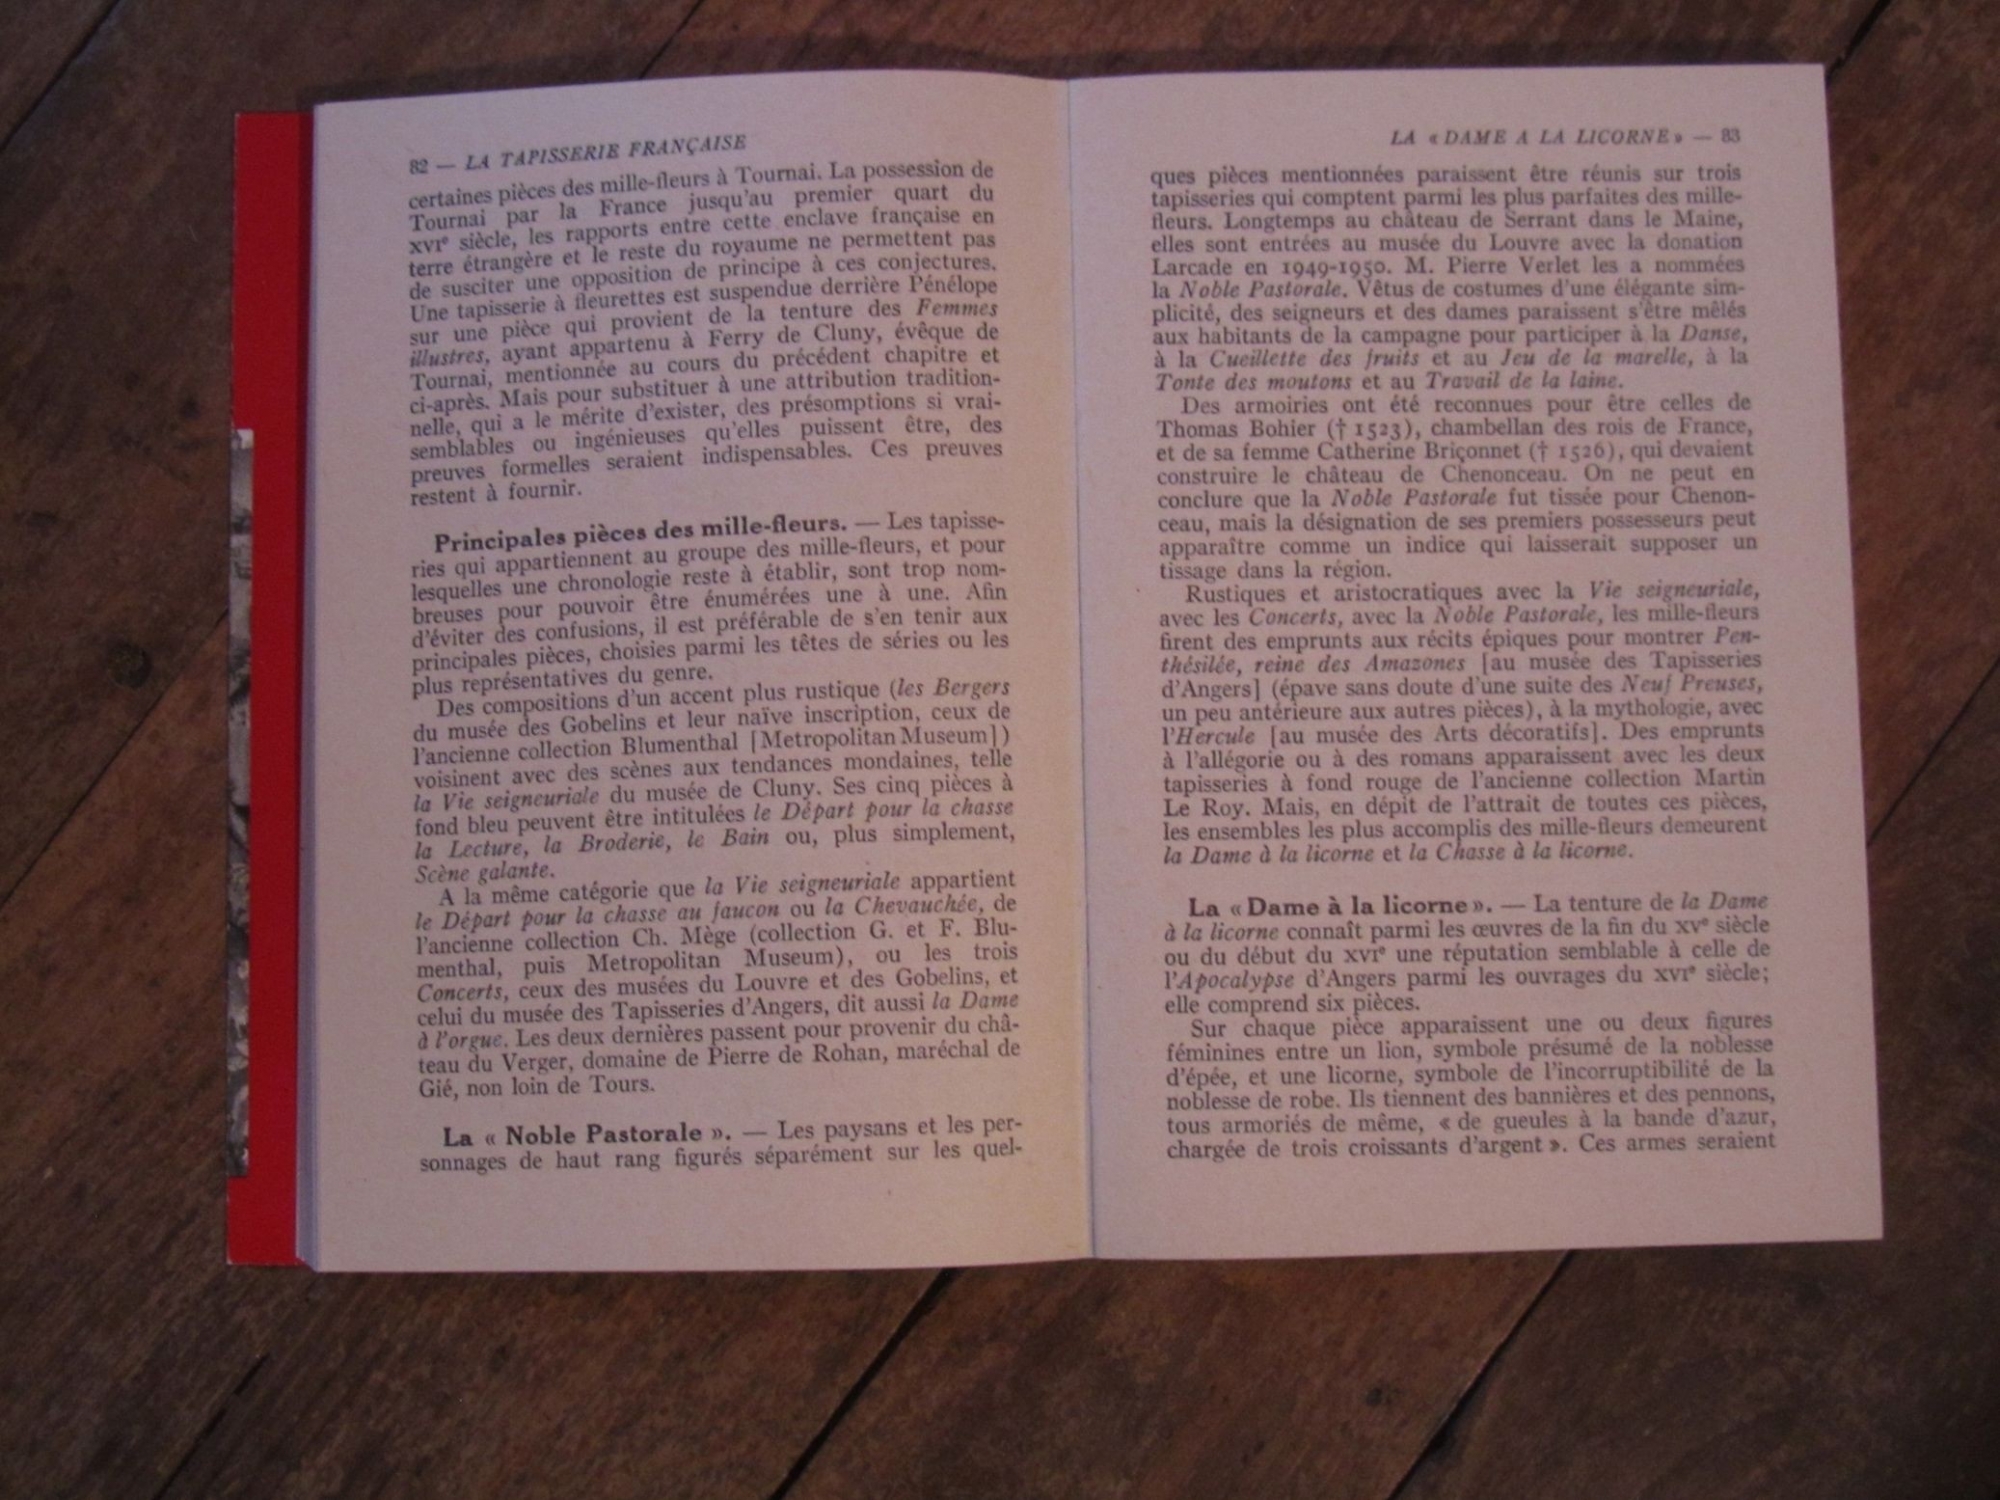 82 — LA TAPISSERIE FRANÇAISE
certaines pièces des mille-fleurs à Tournai. La possession de
Tournai par la France jusqu'au premier quart du
XVIe siècle, les rapports entre cette enclave française en
terre étrangère et le reste du royaume ne permettent pas
de susciter une opposition de principe à ces conjectures.
Une tapisserie à fleurettes est suspendue derrière Pénélope
sur une pièce qui provient de la tenture des Femmes
illustres, ayant appartenu à Ferry de Cluny, évêque de
Tournai, mentionnée au cours du précédent chapitre et
ci-après. Mais pour substituer à une attribution tradition-
nelle, qui a le mérite d'exister, des présomptions si vrai-
semblables ou ingénieuses qu'elles puissent être, des
preuves formelles seraient indispensables. Ces preuves
restent à fournir.
Principales pièces des mille-fleurs. — Les tapisse-
ries qui appartiennent au groupe des mille-fleurs, et pour
lesquelles une chronologie reste à établir, sont trop nom-
breuses pour pouvoir être énumérées une à une. Afin
d'éviter des confusions, il est préférable de s'en tenir aux
principales pièces, choisies parmi les têtes de séries ou les
plus représentatives du genre.
Des compositions d'un accent plus rustique (les Bergers
du musée des Gobelins et leur naïve inscription, ceux de
l'ancienne collection Blumenthal [Metropolitan Museum])
voisinent avec des scènes aux tendances mondaines, telle
la Vie seigneuriale du musée de Cluny. Ses cinq pièces à
fond bleu peuvent être intitulées le Départ pour la chasse
la Lecture, la Broderie, le Bain ou, plus simplement,
Scène galante.
A la même catégorie que la Vie seigneuriale appartient
le Départ pour la chasse au faucon ou la Chevauchée, de
l'ancienne collection Ch. Mège (collection G. et F. Blu-
menthal, puis Metropolitan Museum), ou les trois
Concerts, ceux des musées du Louvre et des Gobelins, et
celui du musée des Tapisseries d'Angers, dit aussi la Dame
à l'orgue. Les deux dernières passent pour provenir du châ-
teau du Verger, domaine de Pierre de Rohan, maréchal de
Gié, non loin de Tours.
La « Noble Pastorale ». — Les paysans et les per-
sonnages de haut rang figurés séparément sur les quel-
LA « DAME A LA LICORNE » — 83
ques pièces mentionnées paraissent être réunis sur trois
tapisseries qui comptent parmi les plus parfaites des mille-
fleurs. Longtemps au château de Serrant dans le Maine,
elles sont entrées au musée du Louvre avec la donation
Larcade en 1949-1950. M. Pierre Verlet les a nommées
la Noble Pastorale. Vêtus de costumes d'une élégante sim-
plicité, des seigneurs et des dames paraissent s'être mêlés
aux habitants de la campagne pour participer à la Danse,
à la Cueillette des fruits et au Jeu de la marelle, à la
Tonte des moutons et au Travail de la laine.
Des armoiries ont été reconnues pour être celles de
Thomas Bohier († 1523), chambellan des rois de France,
et de sa femme Catherine Briçonnet († 1526), qui devaient
construire le château de Chenonceau. On ne peut en
conclure que la Noble Pastorale fut tissée pour Chenon-
ceau, mais la désignation de ses premiers possesseurs peut
apparaître comme un indice qui laisserait supposer un
tissage dans la région.
Rustiques et aristocratiques avec la Vie seigneuriale,
avec les Concerts, avec la Noble Pastorale, les mille-fleurs
firent des emprunts aux récits épiques pour montrer Pen-
thésilée, reine des Amazones [au musée des Tapisseries
d'Angers] (épave sans doute d'une suite des Neuf Preuses,
un peu antérieure aux autres pièces), à la mythologie, avec
l'Hercule [au musée des Arts décoratifs]. Des emprunts
à l'allégorie ou à des romans apparaissent avec les deux
tapisseries à fond rouge de l'ancienne collection Martin
Le Roy. Mais, en dépit de l'attrait de toutes ces pièces,
les ensembles les plus accomplis des mille-fleurs demeurent
la Dame à la licorne et la Chasse à la licorne.
La « Dame à la licorne ». — La tenture de la Dame
à la licorne connaît parmi les œuvres de la fin du XVe siècle
ou du début du XVIe une réputation semblable à celle de
l'Apocalypse d'Angers parmi les ouvrages du XVIe siècle;
elle comprend six pièces.
Sur chaque pièce apparaissent une ou deux figures
féminines entre un lion, symbole présumé de la noblesse
d'épée, et une licorne, symbole de l'incorruptibilité de la
noblesse de robe. Ils tiennent des bannières et des pennons,
tous armoriés de même, « de gueules à la bande d'azur,
chargée de trois croissants d'argent ». Ces armes seraient